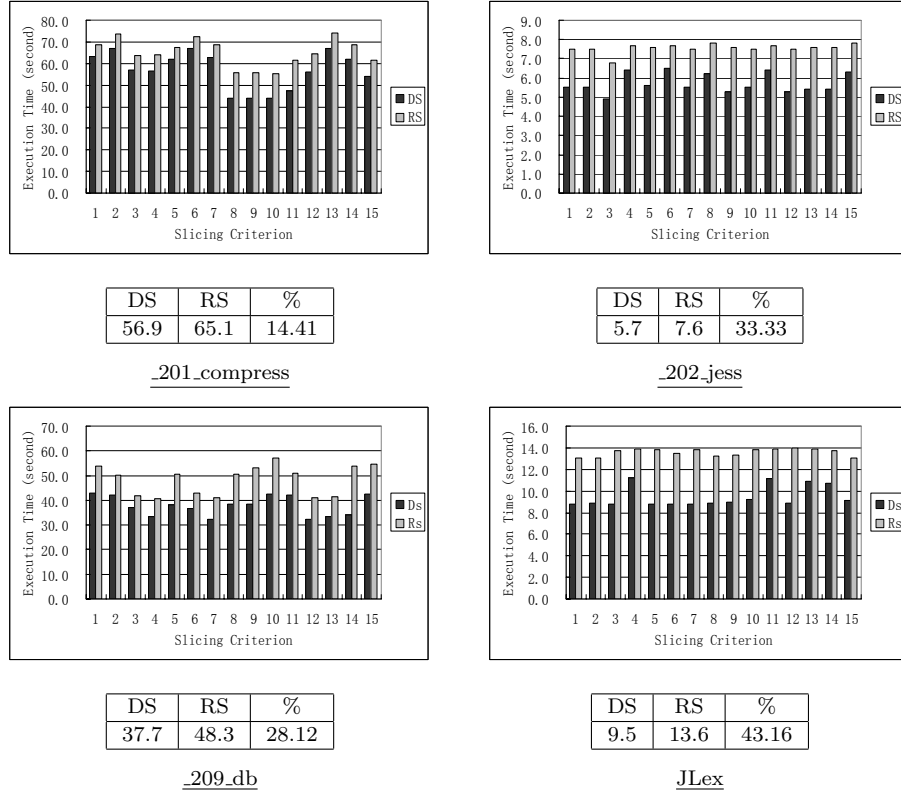 80.0
70.0
60.0
50.0
40.0
30.0
20.0
10.0
0.0
Execution Time (second)
1 2 3 4 5 6 7 8 9 10 11 12 13 14 15
Slicing Criterion
DS
RS
DS RS %
56.9 65.1 14.41
_201_compress
9.0
8.0
7.0
6.0
5.0
4.0
3.0
2.0
1.0
0.0
Execution Time (second)
1 2 3 4 5 6 7 8 9 10 11 12 13 14 15
Slicing Criterion
DS
RS
DS RS %
5.7 7.6 33.33
_202_jess
70.0
60.0
50.0
40.0
30.0
20.0
10.0
0.0
Execution Time (second)
1 2 3 4 5 6 7 8 9 10 11 12 13 14 15
Slicing Criterion
Ds
Rs
DS RS %
37.7 48.3 28.12
_209_db
16.0
14.0
12.0
10.0
8.0
6.0
4.0
2.0
0.0
Execution Time (second)
1 2 3 4 5 6 7 8 9 10 11 12 13 14 15
Slicing Criterion
Ds
Rs
DS RS %
9.5 13.6 43.16
JLex